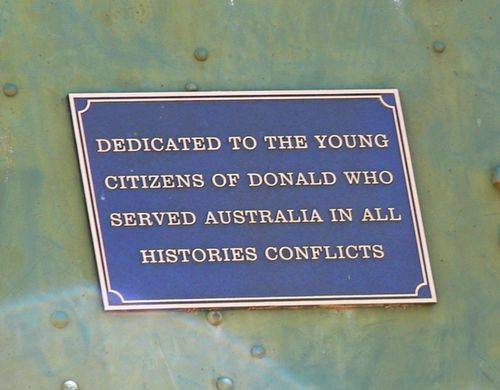 DEDICATED TO THE YOUNG
CITIZENS OF DONALD WHO
SERVED AUSTRALIA IN ALL
HISTORIES CONFLICTS